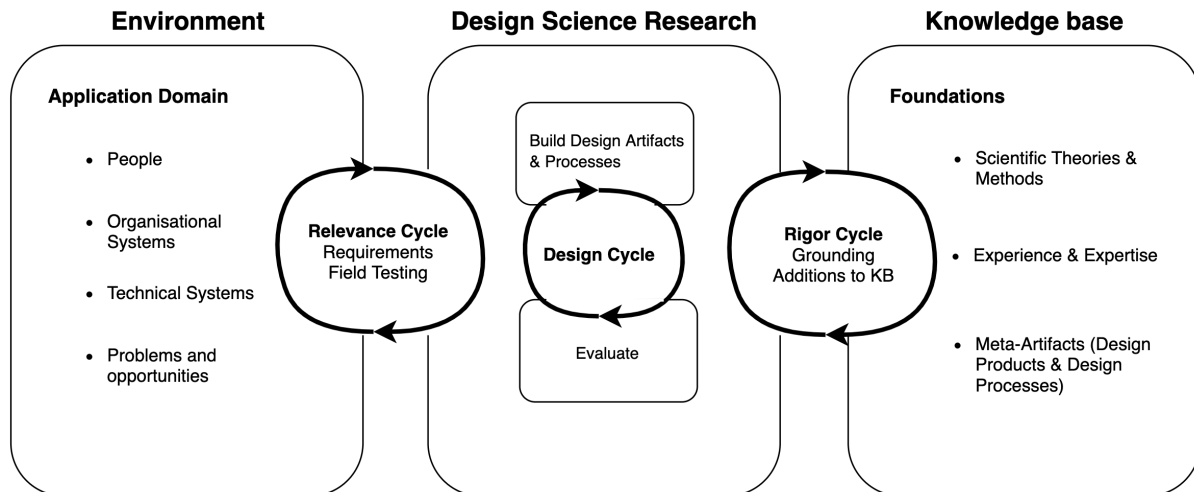 Environment
Design Science Research
Knowledge base
Application Domain
• People
• Organisational
Systems
• Technical Systems
• Problems and
opportunities
Relevance Cycle
Requirements
Field Testing
Build Design Artifacts
& Processes
Design Cycle
Evaluate
Rigor Cycle
Grounding
Additions to KB
Foundations
• Scientific Theories &
Methods
• Experience & Expertise
• Meta-Artifacts (Design
Products & Design
Processes)